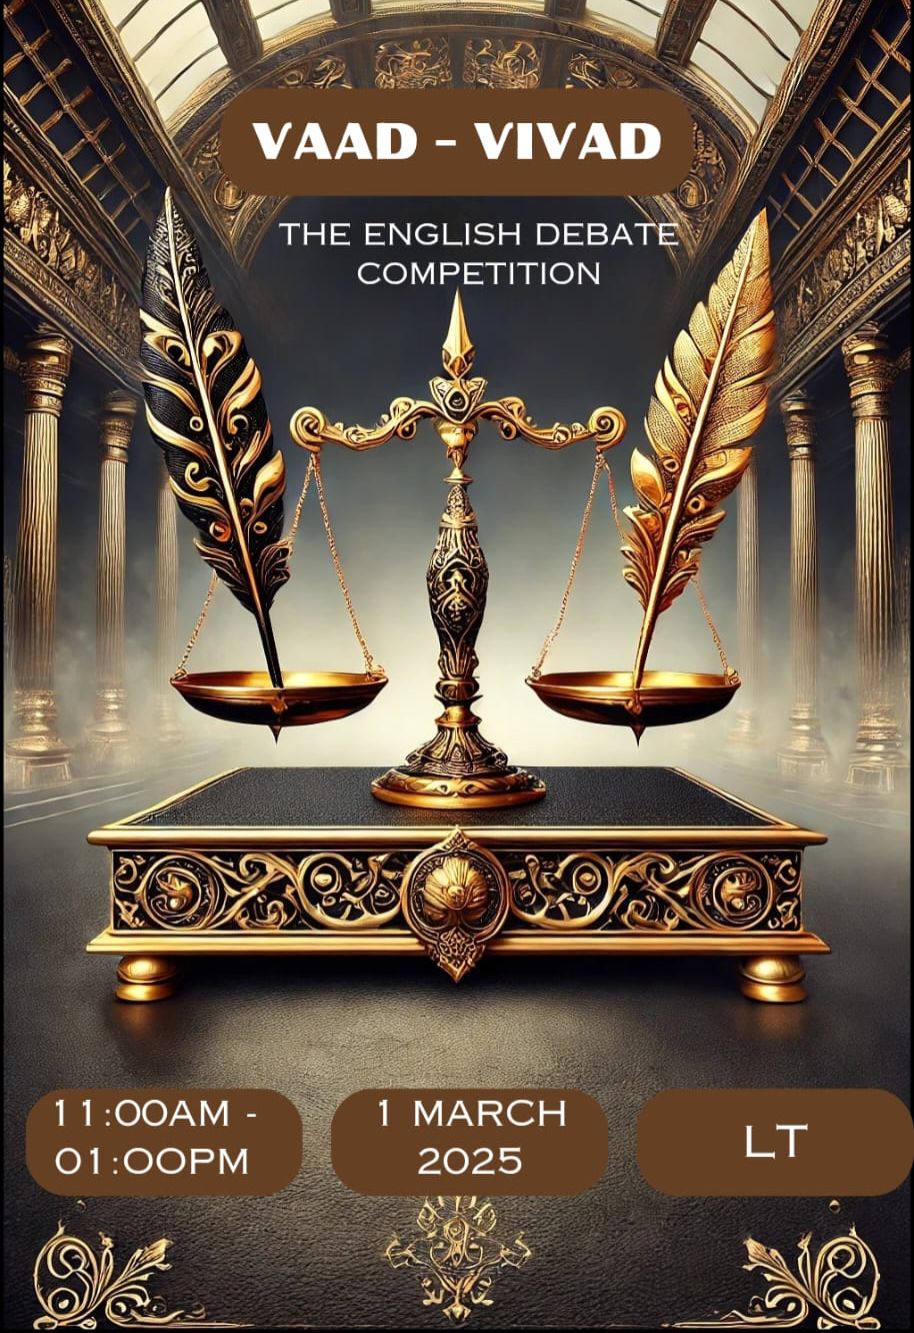 VAAD - VIVAD
THE ENGLISH DEBATE
COMPETITION
11:00AM -
01:00PM
1 MARCH
2025
LT